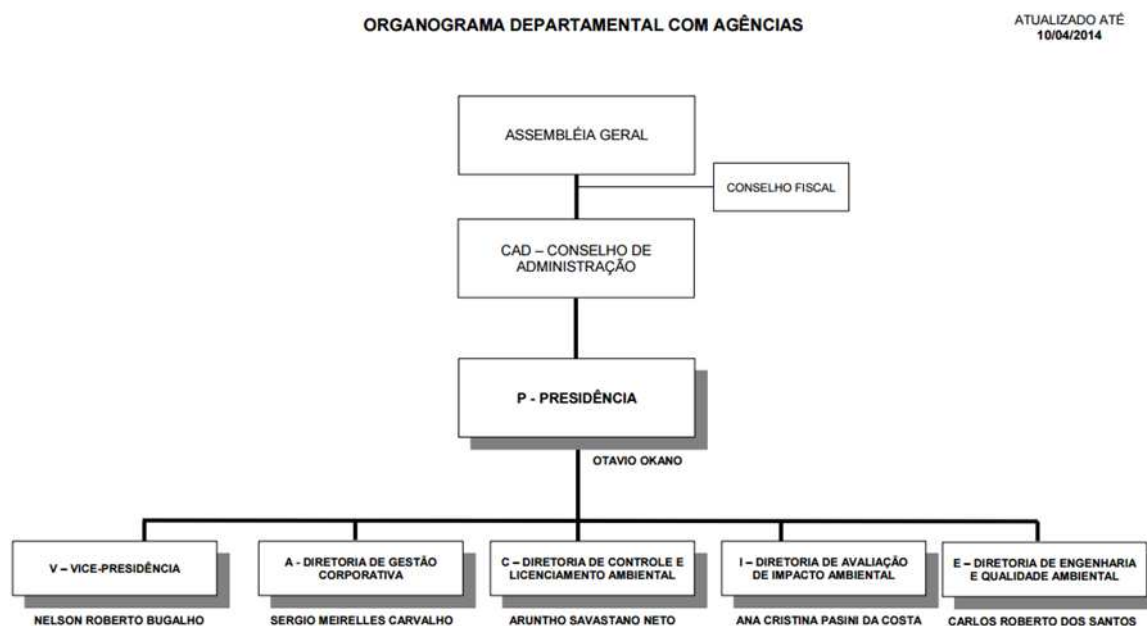 ORGANOGRAMA DEPARTAMENTAL COM AGÊNCIAS
ATUALIZADO ATÉ
10/04/2014
ASSEMBLÉIA GERAL
CONSELHO FISCAL
CAD – CONSELHO DE
ADMINISTRAÇÃO
P - PRESIDÊNCIA
OTAVIO OKANO
V – VICE-PRESIDÊNCIA
NELSON ROBERTO BUGALHO
A - DIRETORIA DE GESTÃO
CORPORATIVA
SERGIO MEIRELLES CARVALHO
C – DIRETORIA DE CONTROLE E
LICENCIAMENTO AMBIENTAL
ARUNTHO SAVASTANO NETO
I – DIRETORIA DE AVALIAÇÃO
DE IMPACTO AMBIENTAL
ANA CRISTINA PASINI DA COSTA
E – DIRETORIA DE ENGENHARIA
E QUALIDADE AMBIENTAL
CARLOS ROBERTO DOS SANTOS